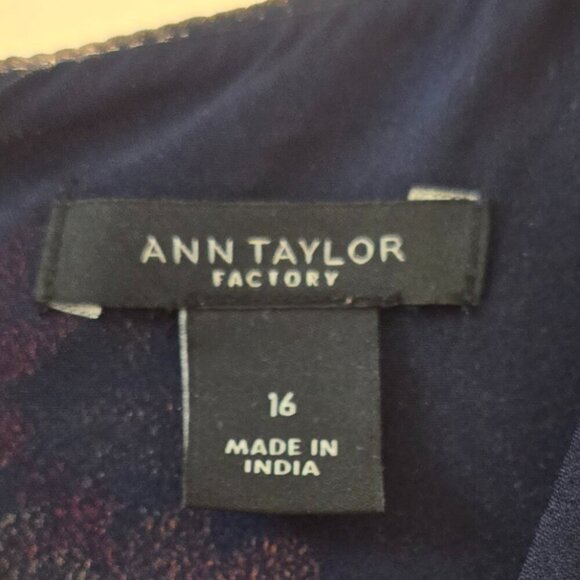 ANN TAYLOR
FACTORY
16
MADE IN
INDIA